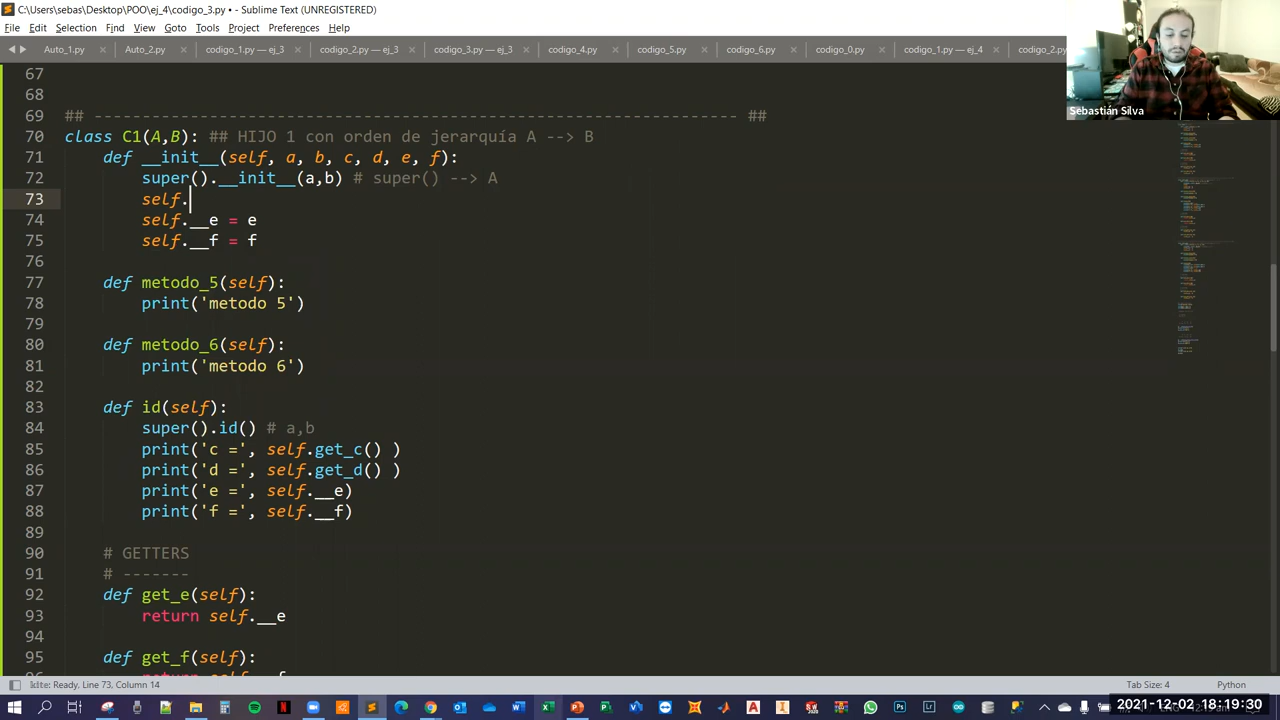 C:\Users\sebas\Desktop\POO\ej_4\codigo_3.py • - Sublime Text (UNREGISTERED)
File Edit Selection Find View Goto Tools Project Preferences Help
Auto_1.py Auto_2.py codigo_1.py — ej_3 codigo_2.py — ej_3 codigo_3.py — ej_3 codigo_4.py codigo_5.py codigo_6.py codigo_0.py codigo_1.py — ej_4 codigo_2.py
Sebastián Silva
67
68
69 ## ------------------------------------------------------------------- ##
70 class C1(A,B): ## HIJO 1 con orden de jerarquía A --> B
71 def __init__(self, a, b, c, d, e, f):
72 super().__init__(a,b) # super() -->
73 self.
74 self.__e = e
75 self.__f = f
76
77 def metodo_5(self):
78 print('metodo 5')
79
80 def metodo_6(self):
81 print('metodo 6')
82
83 def id(self):
84 super().id() # a,b
85 print('c =', self.get_c() )
86 print('d =', self.get_d() )
87 print('e =', self.__e)
88 print('f =', self.__f)
89
90 # GETTERS
91 # -------
92 def get_e(self):
93 return self.__e
94
95 def get_f(self):
Ready, Line 73, Column 14 Tab Size: 4 Python
2021-12-02 18:19:30